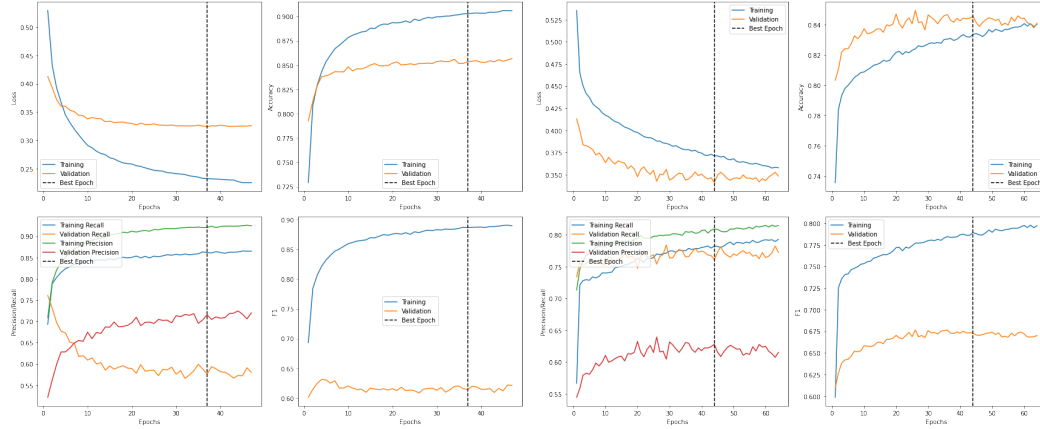 0.50
0.45
0.40
0.35
0.30
0.25
Loss
Training
Validation
Best Epoch
0 10 20 30 40
Epochs
0.900
0.875
0.850
0.825
0.800
0.775
0.750
0.725
Accuracy
Training
Validation
Best Epoch
0 10 20 30 40
Epochs
0.525
0.500
0.475
0.450
0.425
0.400
0.375
0.350
Loss
Training
Validation
Best Epoch
0 10 20 30 40 50 60
Epochs
0.84
0.82
0.80
0.78
0.76
0.74
Accuracy
Training
Validation
Best Epoch
0 10 20 30 40 50 60
Epochs
0.90
0.85
0.80
0.75
0.70
0.65
0.60
0.55
Precision/Recall
Training Recall
Validation Recall
Training Precision
Validation Precision
Best Epoch
0 10 20 30 40
Epochs
0.90
0.85
0.80
0.75
0.70
0.65
0.60
F1
Training
Validation
Best Epoch
0 10 20 30 40
Epochs
0.80
0.75
0.70
0.65
0.60
0.55
Precision/Recall
Training Recall
Validation Recall
Training Precision
Validation Precision
Best Epoch
0 10 20 30 40 50 60
Epochs
0.800
0.775
0.750
0.725
0.700
0.675
0.650
0.625
0.600
F1
Training
Validation
Best Epoch
0 10 20 30 40 50 60
Epochs